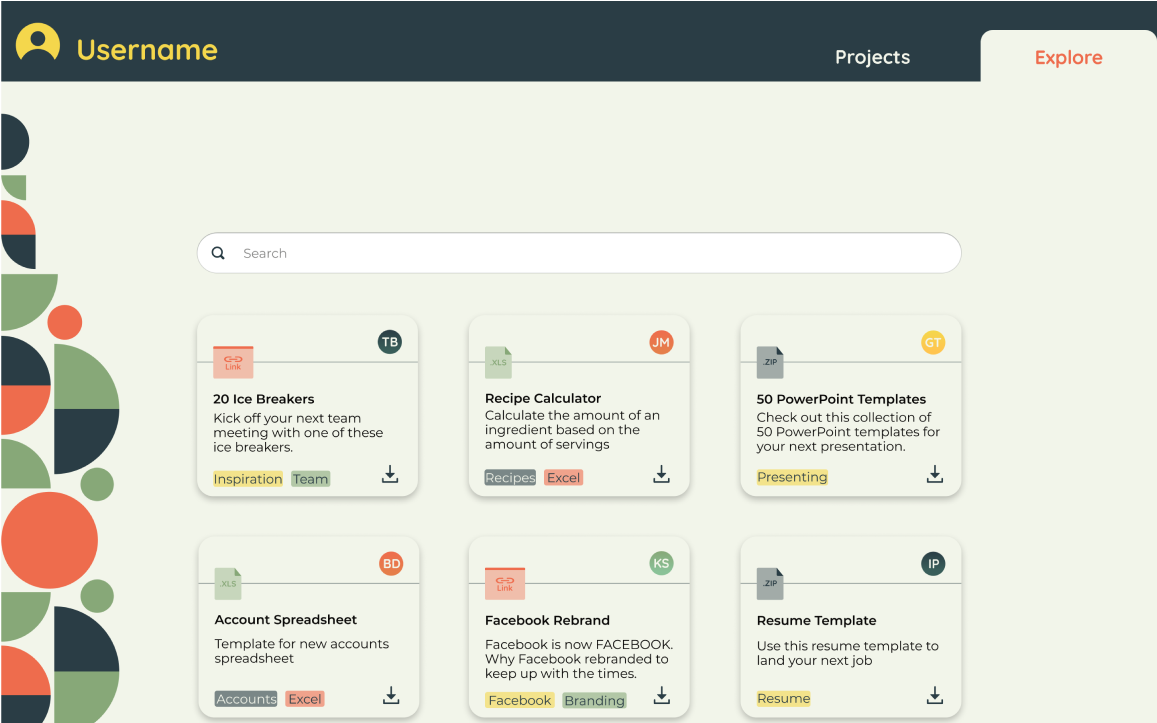 Username
Projects
Explore
Search
TB
Link
20 Ice Breakers
Kick off your next team
meeting with one of these
ice breakers.
Inspiration Team
JM
.XLS
Recipe Calculator
Calculate the amount of an
ingredient based on the
amount of servings
Recipes Excel
GT
.ZIP
50 PowerPoint Templates
Check out this collection of
50 PowerPoint templates for
your next presentation.
Presenting
BD
.XLS
Account Spreadsheet
Template for new accounts
spreadsheet
Accounts Excel
KS
Link
Facebook Rebrand
Facebook is now FACEBOOK.
Why Facebook rebranded to
keep up with the times.
Facebook Branding
IP
.ZIP
Resume Template
Use this resume template to
land your next job
Resume